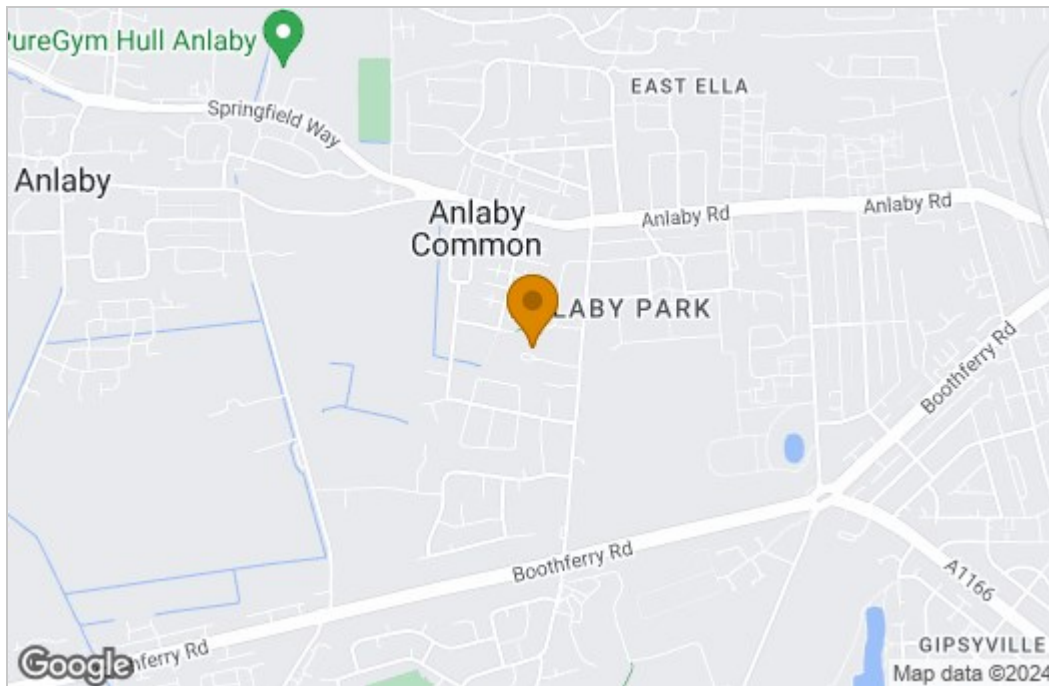 PureGym Hull Anlaby
EAST ELLA
Springfield Way
Anlaby
Anlaby
Common
Anlaby Rd
Anlaby Rd
LABY PARK
Boothferry Rd
Boothferry Rd
A1166
GIPSYVILLE
othferry Rd
Google
Map data ©2024